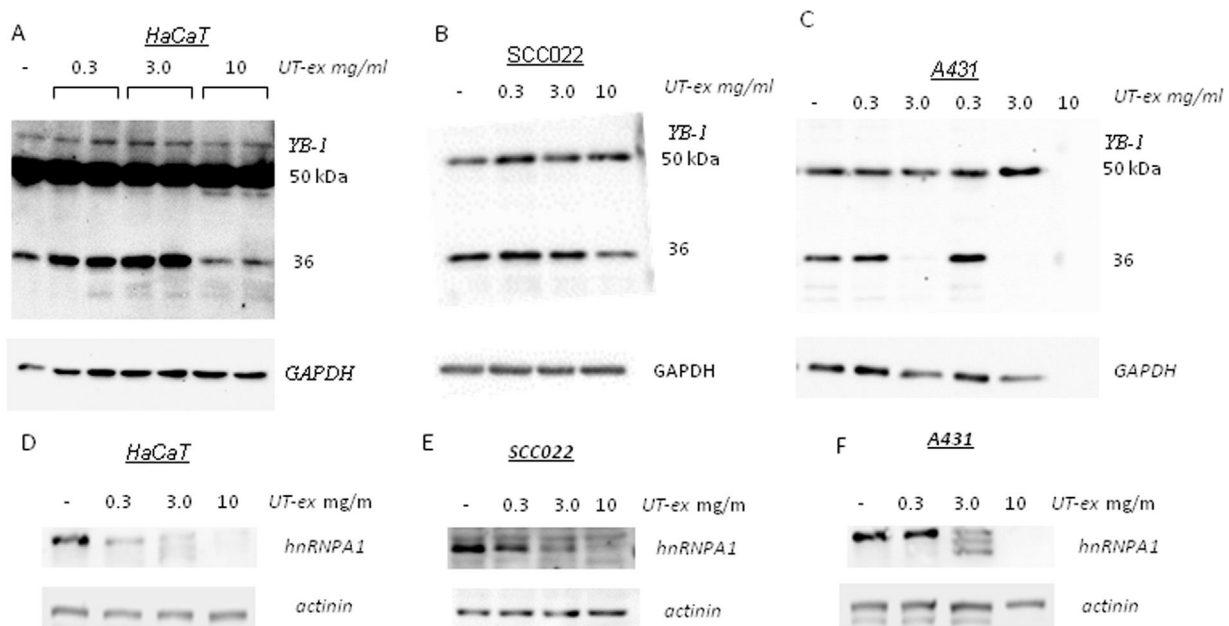 A
HaCaT
- 0.3 3.0 10 UT-ex mg/ml
YB-1
50 kDa
36
GAPDH
B
SCC022
- 0.3 3.0 10 UT-ex mg/ml
YB-1
50 kDa
36
GAPDH
C
A431
- 0.3 3.0 0.3 3.0 10 UT-ex mg/ml
YB-1
50 kDa
36
GAPDH
D
HaCaT
- 0.3 3.0 10 UT-ex mg/m
hnRNPA1
actinin
E
SCC022
- 0.3 3.0 10 UT-ex mg/m
hnRNPA1
actinin
F
A431
- 0.3 3.0 10 UT-ex mg/m
hnRNPA1
actinin